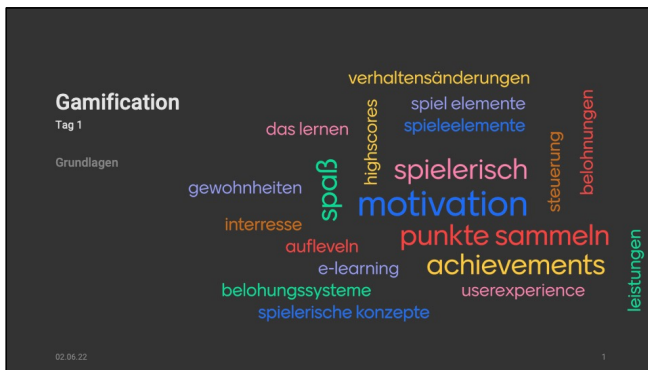 Gamification
Tag 1
Grundlagen
verhaltensänderungen
spiel elemente
das lernen
highscores
spieleelemente
steuerung
belohnungen
gewohnheiten
spaß
spielerisch
motivation
interresse
punkte sammeln
aufleveln
e-learning
achievements
leistungen
belohungssysteme
userexperience
spielerische konzepte
02.06.22
1